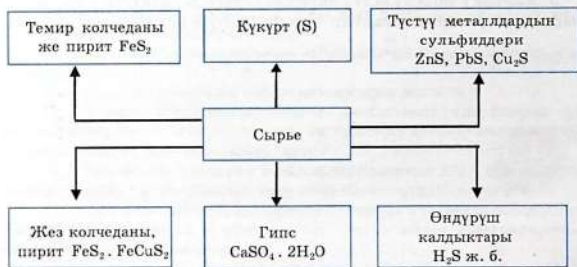 Темир колчеданы
же пирит FeS₂
Күкүрт (S)
Түстүү металлдардын
сульфиддери
ZnS, PbS, Cu₂S
Сырье
Жез колчеданы,
пирит FeS₂ . FeCuS₂
Гипс
CaSO₄ . 2H₂O
Өндүрүш
калдыктары
H₂S ж. б.